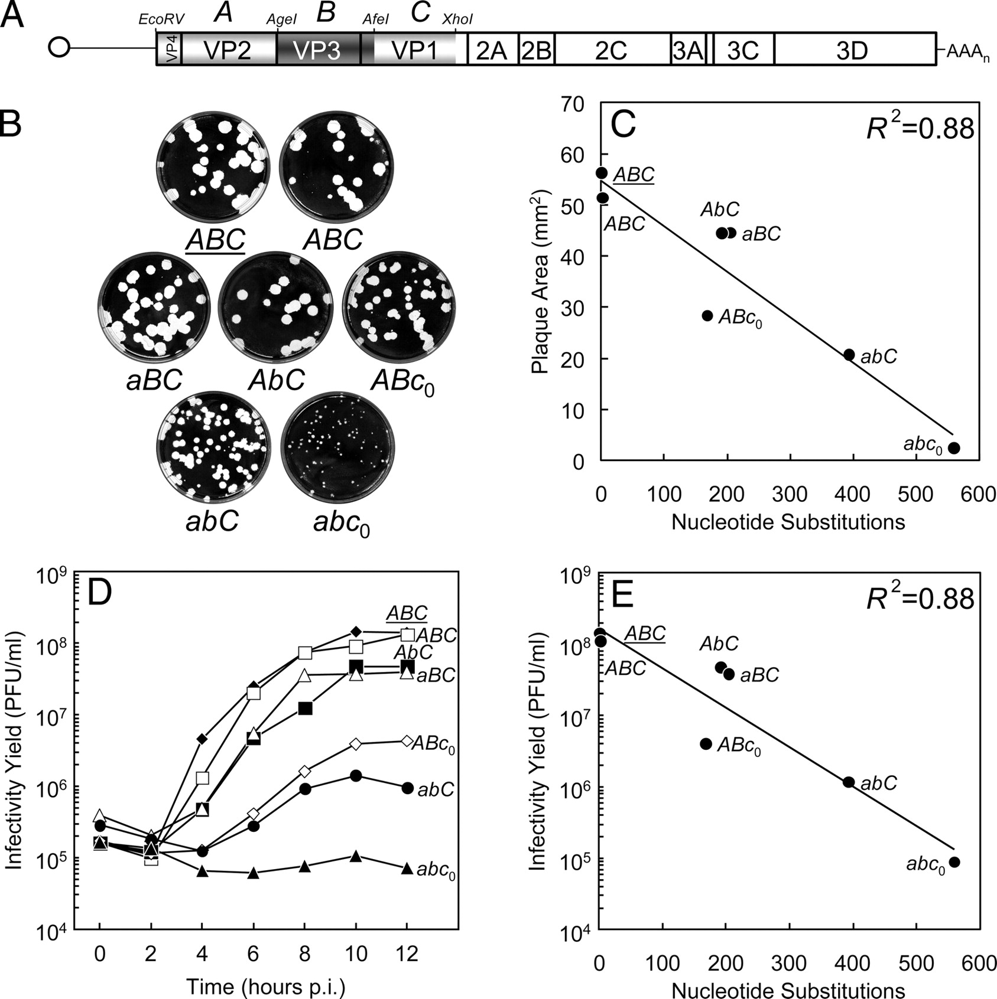 A
EcoRV A AgeI B AfeI C XhoI
VP4 VP2 VP3 VP1 2A 2B 2C 3A 3C 3D AAAn
B
ABC ABC
aBC AbC ABc0
abC abc0
C
R2=0.88
Plaque Area (mm2)
70
60
50
40
30
20
10
0
ABC
ABC
AbC
aBC
ABc0
abC
abc0
0 100 200 300 400 500 600
Nucleotide Substitutions
D
Infectivity Yield (PFU/ml)
109
108
107
106
105
104
ABC
ABC
AbC
aBC
ABc0
abC
abc0
0 2 4 6 8 10 12
Time (hours p.i.)
E
R2=0.88
Infectivity Yield (PFU/ml)
109
108
107
106
105
104
ABC
ABC
AbC
aBC
ABc0
abC
abc0
0 100 200 300 400 500 600
Nucleotide Substitutions